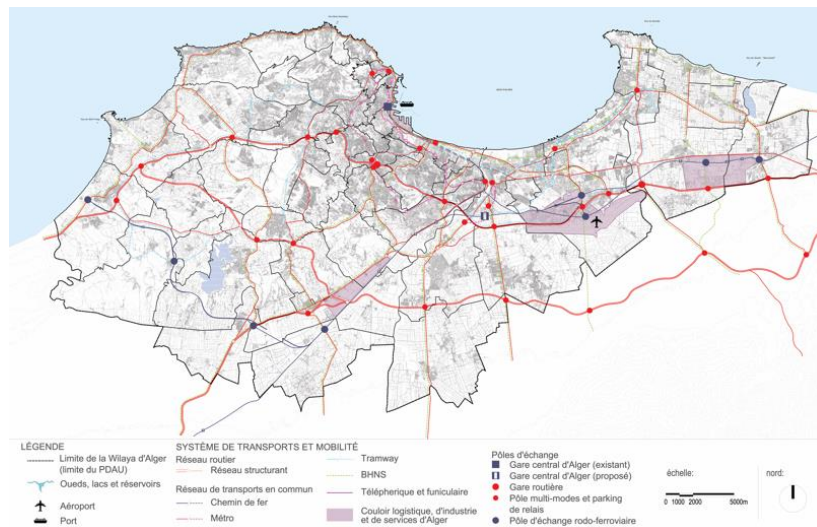 LÉGENDE
Limite de la Wilaya d'Alger
(limite du PDAU)
Oueds, lacs et réservoirs
Aéroport
Port
SYSTÈME DE TRANSPORTS ET MOBILITÉ
Réseau routier
Réseau structurant
Réseau de transports en commun
Chemin de fer
Métro
Tramway
BHNS
Télepherique et funiculaire
Couloir logistique, d'industrie
et de services d'Alger
Pôles d'échange
Gare central d'Alger (existant)
Gare central d'Alger (proposé)
Gare routière
Pôle multi-modes et parking
de relais
Pôle d'échange rodo-ferroviaire
échelle:
0 1000 2000 5000m
nord: